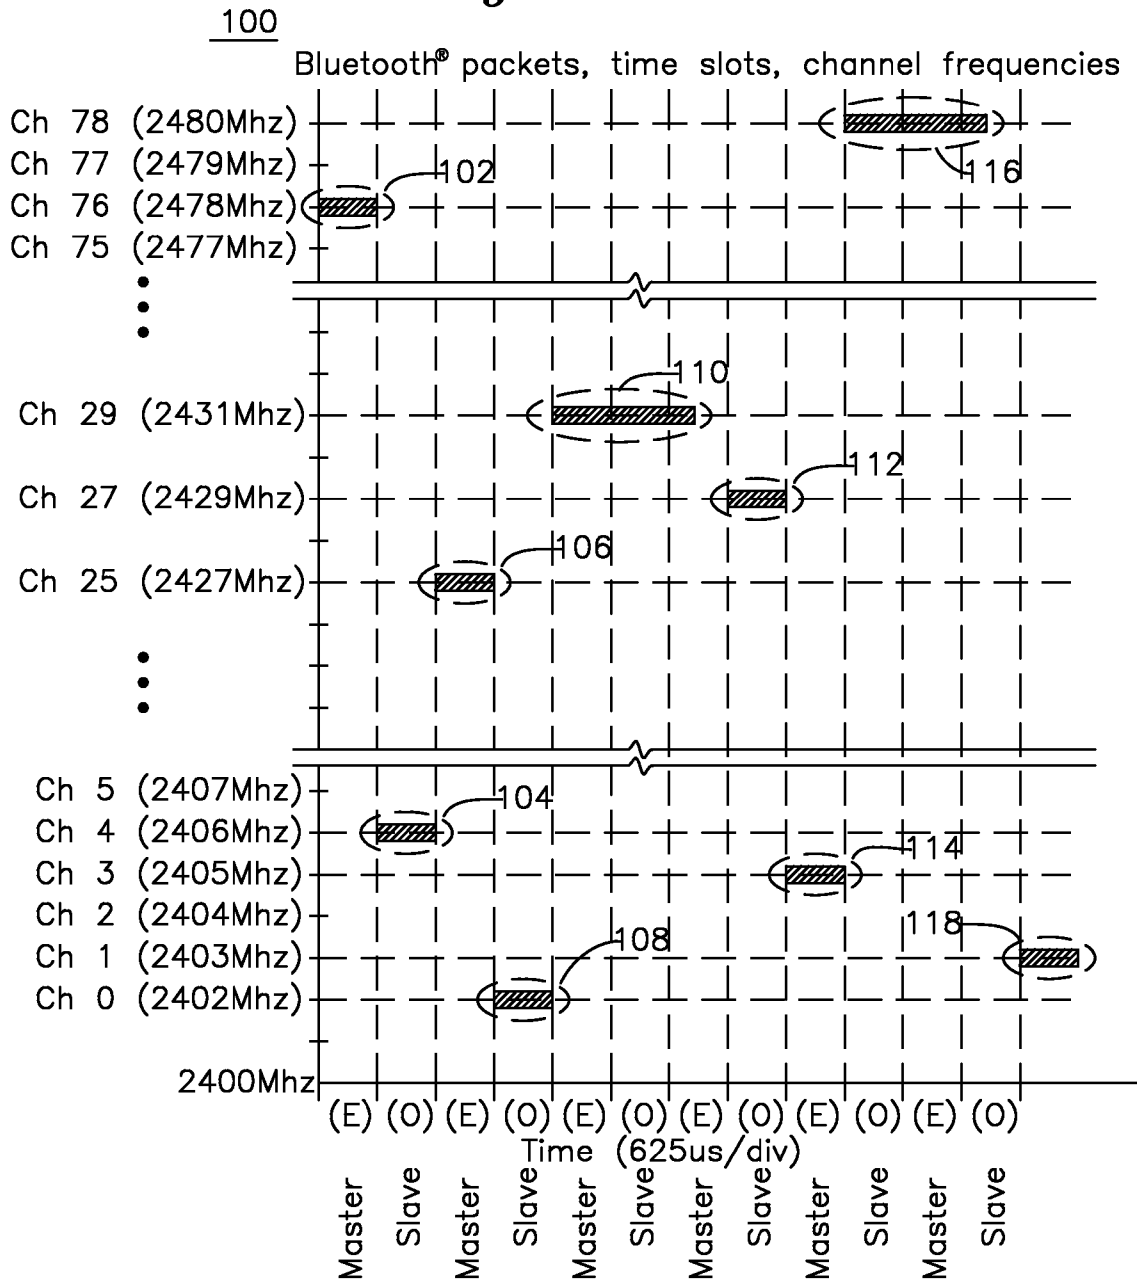 100
Bluetooth® packets, time slots, channel frequencies
Ch 78 (2480Mhz)
Ch 77 (2479Mhz)
102
116
Ch 76 (2478Mhz)
Ch 75 (2477Mhz)
110
Ch 29 (2431Mhz)
112
Ch 27 (2429Mhz)
106
Ch 25 (2427Mhz)
Ch 5 (2407Mhz)
104
Ch 4 (2406Mhz)
114
Ch 3 (2405Mhz)
Ch 2 (2404Mhz)
118
108
Ch 1 (2403Mhz)
Ch 0 (2402Mhz)
2400Mhz
(E) (O) (E) (O) (E) (O) (E) (O) (E) (O) (E) (O)
Time (625us/div)
Master Slave Master Slave Master Slave Master Slave Master Slave Master Slave